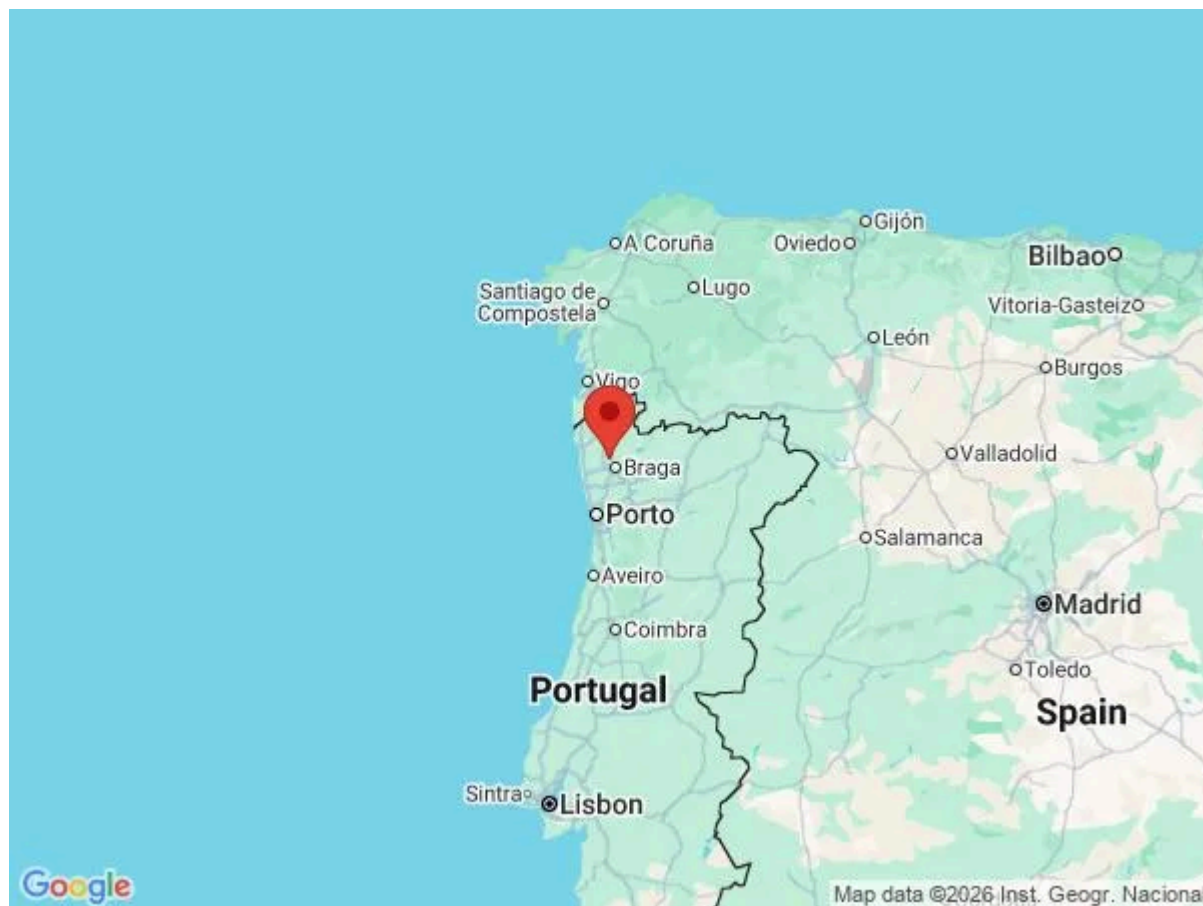 Gijón
A Coruña
Oviedo
Bilbao
Santiago de
Compostela
Lugo
Vitoria-Gasteiz
León
Burgos
Vigo
Braga
Valladolid
Porto
Salamanca
Aveiro
Madrid
Coimbra
Toledo
Portugal
Spain
Sintra
Lisbon
Google
Map data ©2026 Inst. Geogr. Nacional